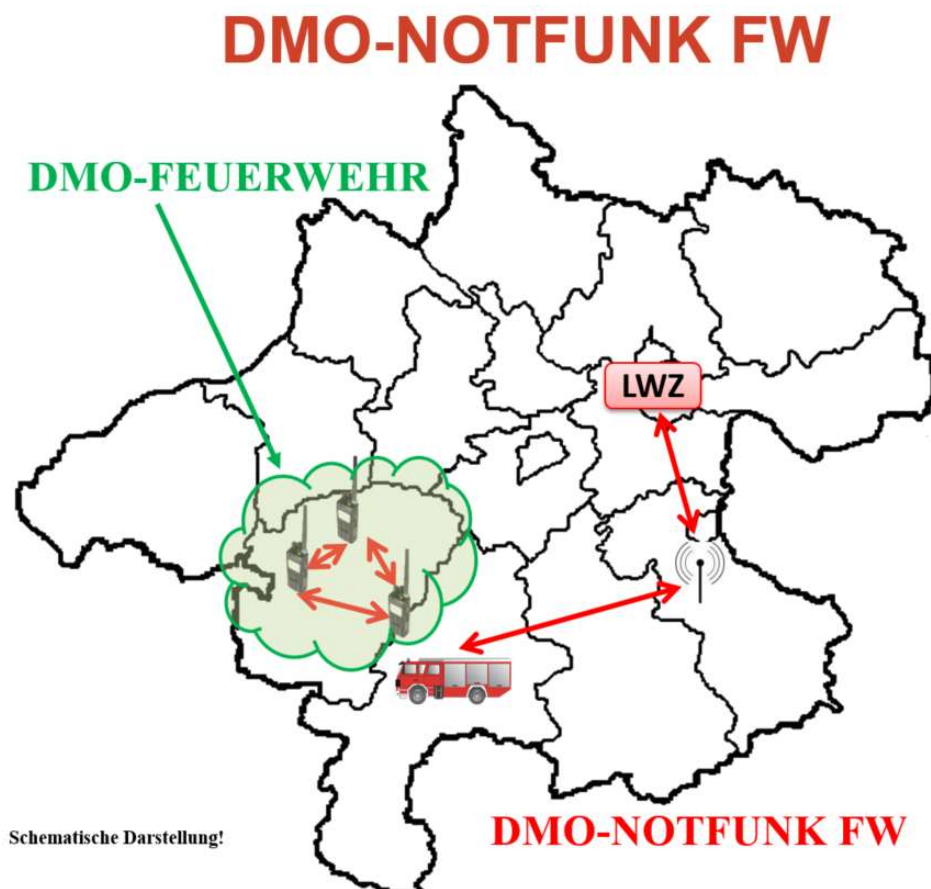 DMO-NOTFUNK FW
DMO-FEUERWEHR
LWZ
Schematische Darstellung!
DMO-NOTFUNK FW